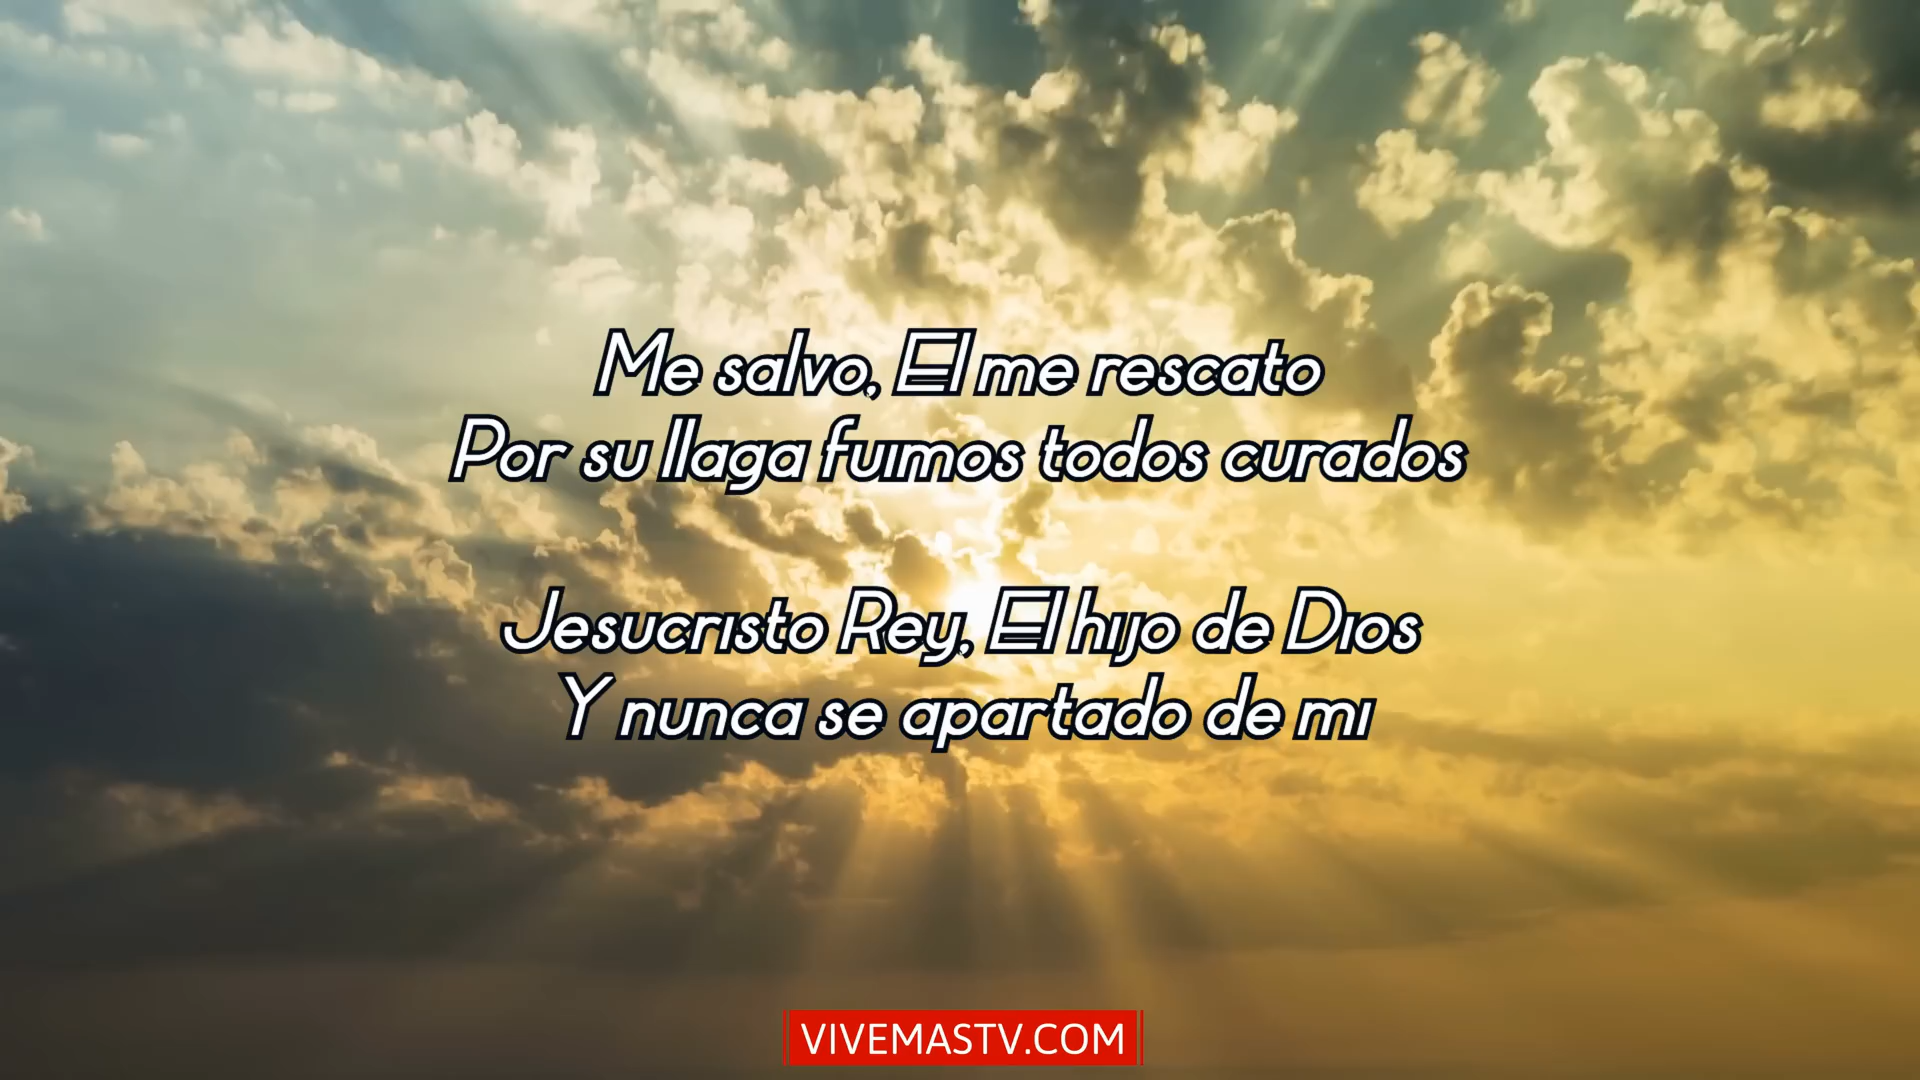 Me salvo, El me rescato
Por su llaga fuimos todos curados
Jesucristo Rey, El hijo de Dios
Y nunca se apartado de mi
VIVEMASTV.COM